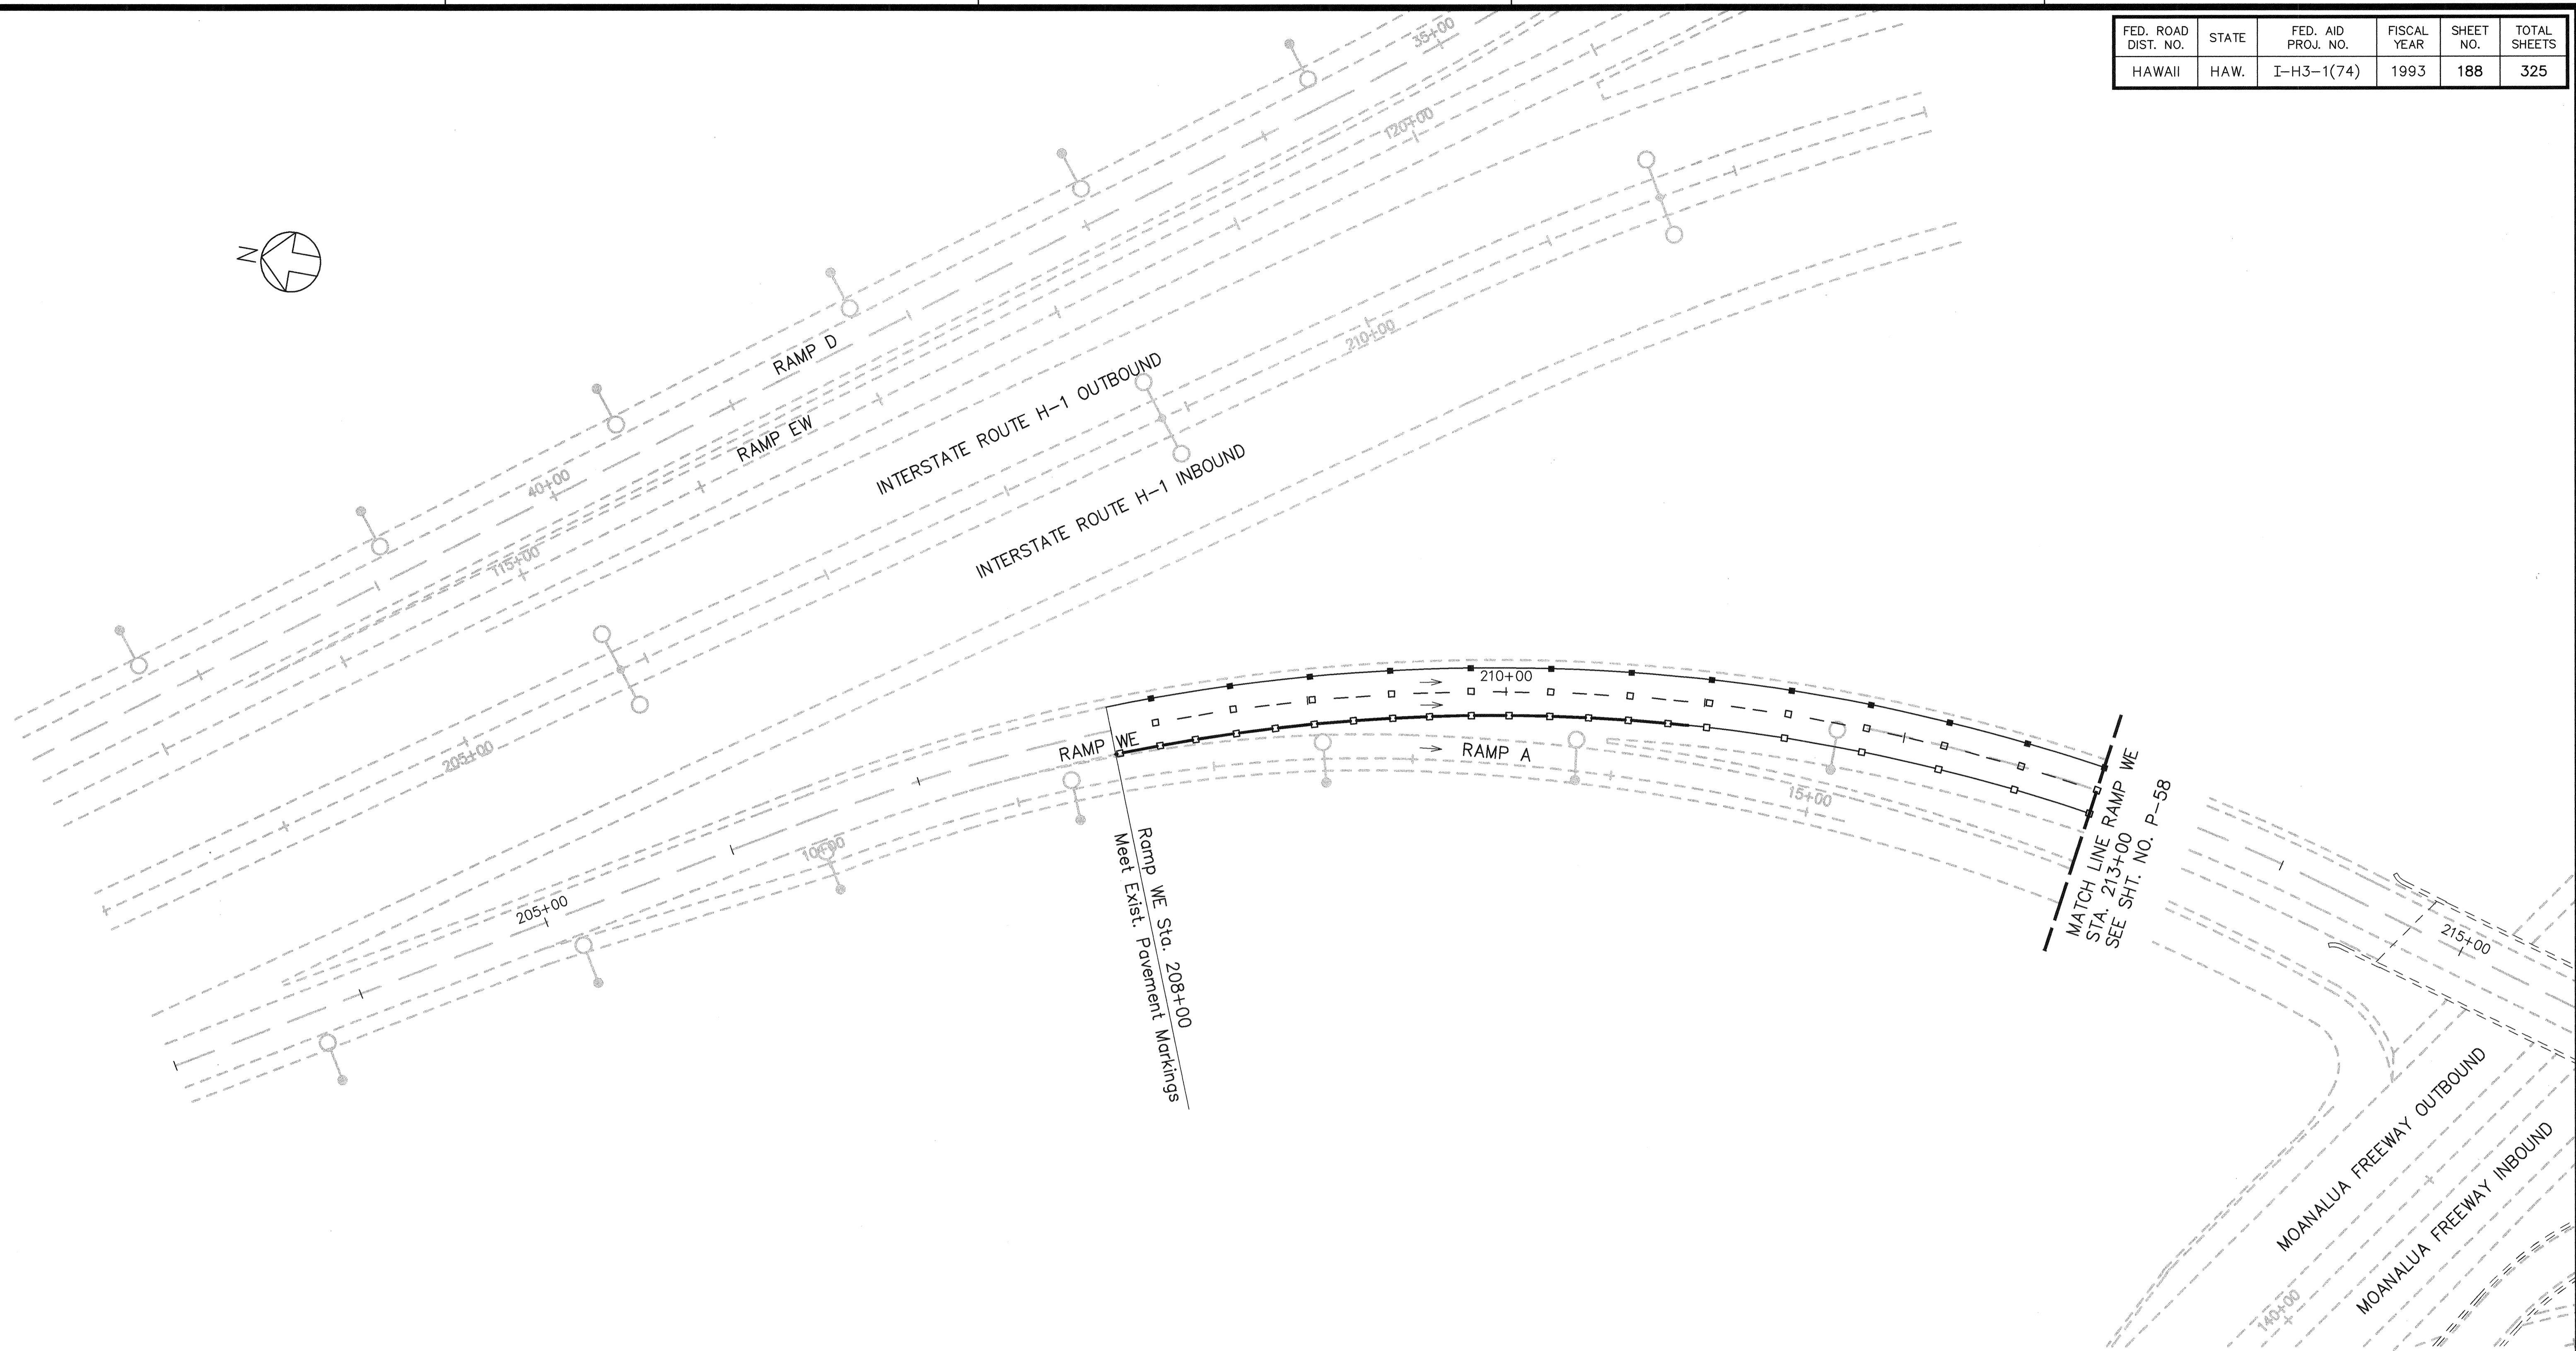 FED. ROAD DIST. NO.
STATE
FED. AID PROJ. NO.
FISCAL YEAR
SHEET NO.
TOTAL SHEETS
HAWAII
HAW.
I-H3-1(74)
1993
188
325
N
35+00
120+00
210+00
RAMP D
RAMP EW
INTERSTATE ROUTE H-1 OUTBOUND
INTERSTATE ROUTE H-1 INBOUND
40+00
115+00
205+00
210+00
RAMP WE
RAMP A
15+00
10+00
205+00
Ramp WE Sta. 208+00
Meet Exist. Pavement Markings
MATCH LINE RAMP WE
STA. 213+00
SEE SHT. NO. P-58
215+00
MOANALUA FREEWAY OUTBOUND
MOANALUA FREEWAY INBOUND
140+00